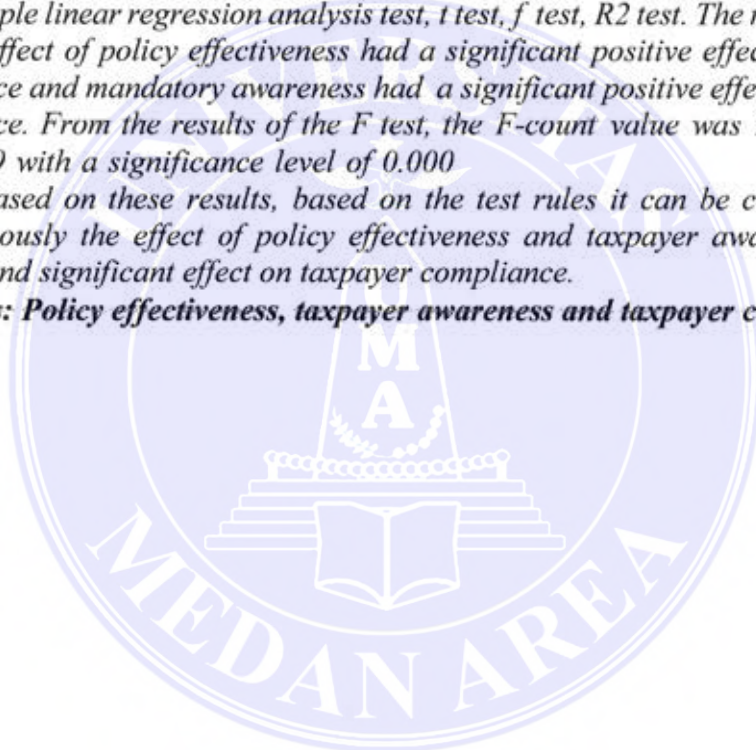 ple linear regression analysis test, t test, f test, R2 test. The
ffect of policy effectiveness had a significant positive effec
ce and mandatory awareness had a significant positive effe
ce. From the results of the F test, the F-count value was
with a significance level of 0.000
ased on these results, based on the test rules it can be c
ously the effect of policy effectiveness and taxpayer awa
nd significant effect on taxpayer compliance.
s: Policy effectiveness, taxpayer awareness and taxpayer c
UNIVERSITAS
UMA
MEDAN AREA